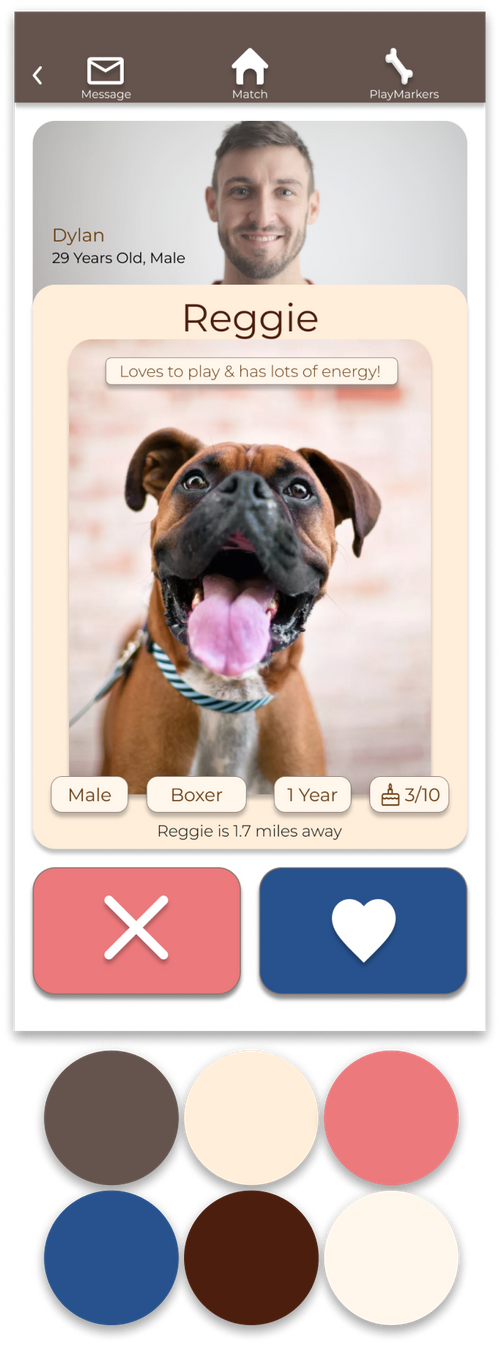 Message
Match
PlayMarkers
Dylan
29 Years Old, Male
Reggie
Loves to play & has lots of energy!
Male
Boxer
1 Year
3/10
Reggie is 1.7 miles away